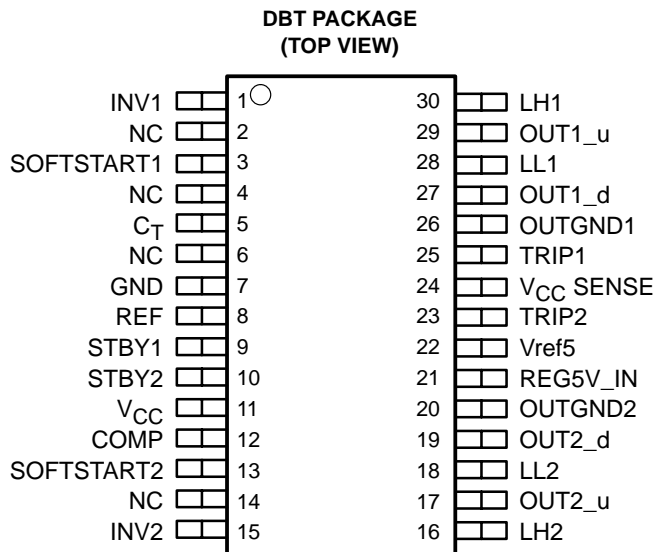 DBT PACKAGE
(TOP VIEW)
INV1 1 30 LH1
NC 2 29 OUT1_u
SOFTSTART1 3 28 LL1
NC 4 27 OUT1_d
CT 5 26 OUTGND1
NC 6 25 TRIP1
GND 7 24 VCC SENSE
REF 8 23 TRIP2
STBY1 9 22 Vref5
STBY2 10 21 REG5V_IN
VCC 11 20 OUTGND2
COMP 12 19 OUT2_d
SOFTSTART2 13 18 LL2
NC 14 17 OUT2_u
INV2 15 16 LH2